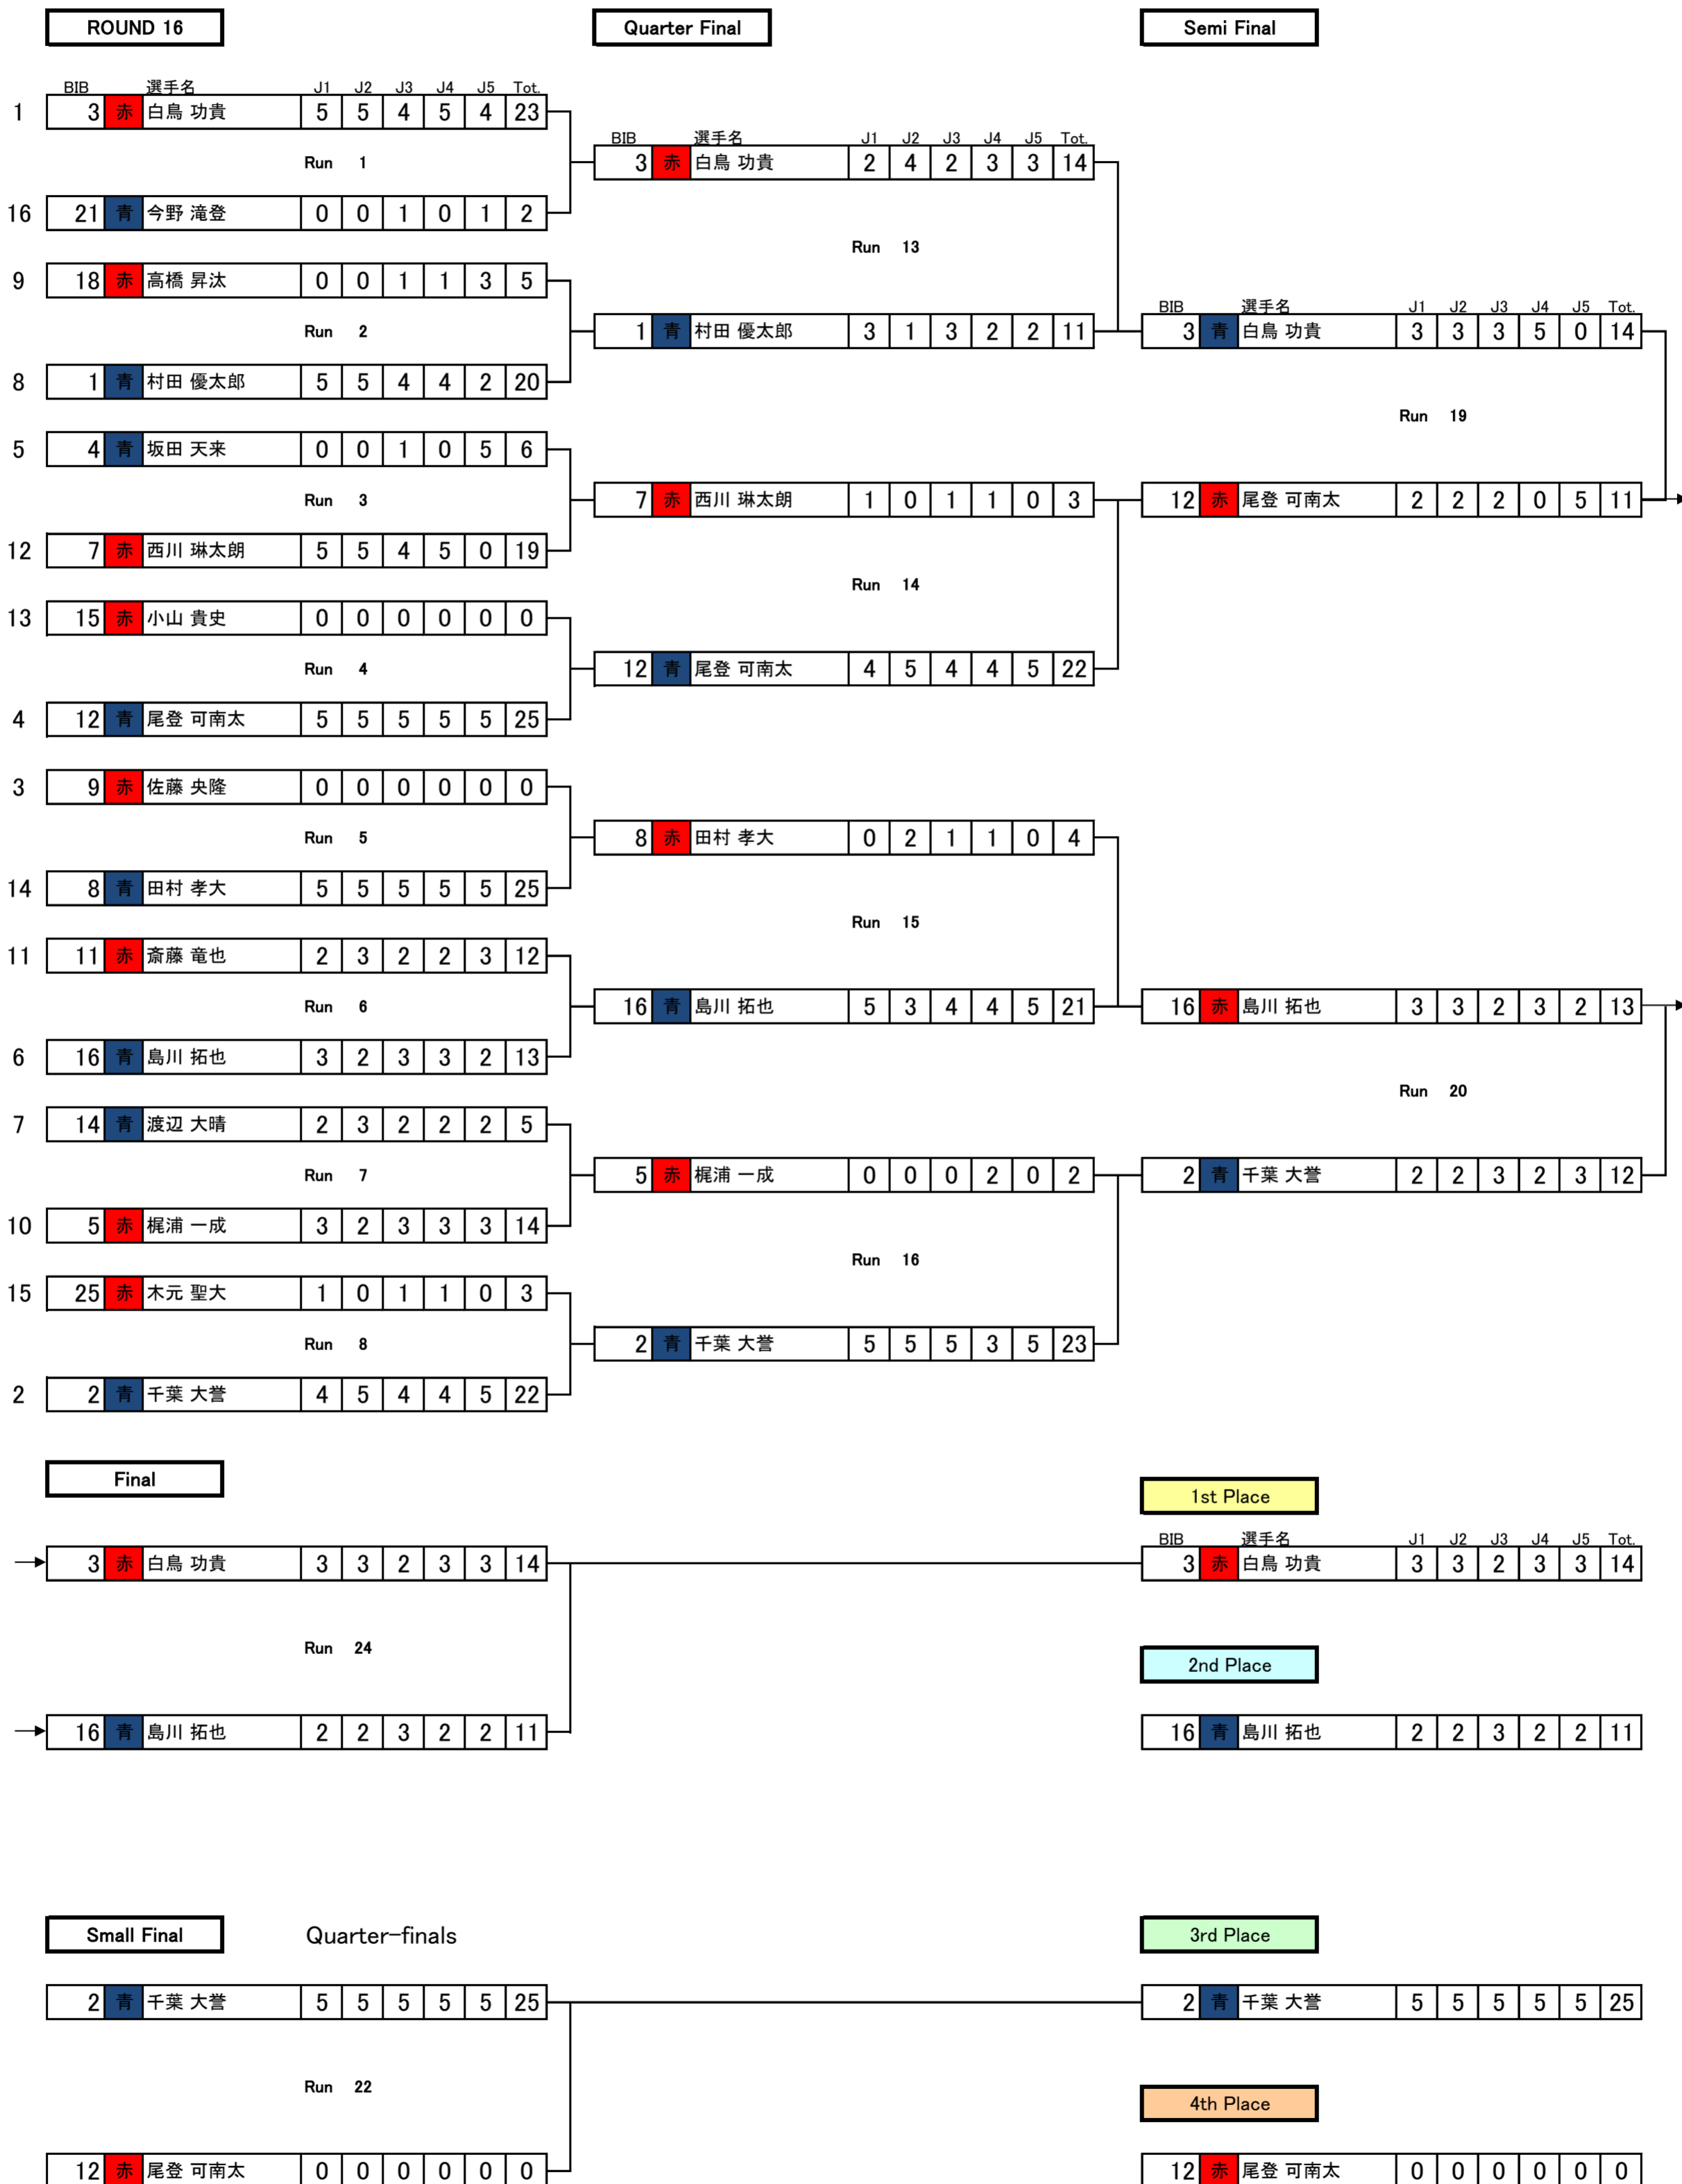 ROUND 16 Quarter Final Semi Final
BIB 選手名 J1 J2 J3 J4 J5 Tot.
1 3 赤 白鳥 功貴 5 5 4 5 4 23
BIB 選手名 J1 J2 J3 J4 J5 Tot.
Run 1 3 赤 白鳥 功貴 2 4 2 3 3 14
16 21 青 今野 滝登 0 0 1 0 1 2
Run 13
9 18 赤 高橋 昇汰 0 0 1 1 3 5
BIB 選手名 J1 J2 J3 J4 J5 Tot.
Run 2 1 青 村田 優太郎 3 1 3 2 2 11 3 青 白鳥 功貴 3 3 3 5 0 14
8 1 青 村田 優太郎 5 5 4 4 2 20
Run 19
5 4 青 坂田 天来 0 0 1 0 5 6
Run 3 7 赤 西川 琳太朗 1 0 1 1 0 3 12 赤 尾登 可南太 2 2 2 0 5 11
12 7 赤 西川 琳太朗 5 5 4 5 0 19
Run 14
13 15 赤 小山 貴史 0 0 0 0 0 0
Run 4 12 青 尾登 可南太 4 5 4 4 5 22
4 12 青 尾登 可南太 5 5 5 5 5 25
3 9 赤 佐藤 央隆 0 0 0 0 0 0
Run 5 8 赤 田村 孝大 0 2 1 1 0 4
14 8 青 田村 孝大 5 5 5 5 5 25
Run 15
11 11 赤 斎藤 竜也 2 3 2 2 3 12
Run 6 16 青 島川 拓也 5 3 4 4 5 21 16 赤 島川 拓也 3 3 2 3 2 13
6 16 青 島川 拓也 3 2 3 3 2 13
Run 20
7 14 青 渡辺 大晴 2 3 2 2 2 5
Run 7 5 赤 梶浦 一成 0 0 0 2 0 2 2 青 千葉 大誉 2 2 3 2 3 12
10 5 赤 梶浦 一成 3 2 3 3 3 14
Run 16
15 25 赤 木元 聖大 1 0 1 1 0 3
Run 8 2 青 千葉 大誉 5 5 5 3 5 23
2 2 青 千葉 大誉 4 5 4 4 5 22
Final
1st Place
BIB 選手名 J1 J2 J3 J4 J5 Tot.
3 赤 白鳥 功貴 3 3 2 3 3 14 3 赤 白鳥 功貴 3 3 2 3 3 14
Run 24
2nd Place
16 青 島川 拓也 2 2 3 2 2 11 16 青 島川 拓也 2 2 3 2 2 11
Small Final Quarter-finals 3rd Place
2 青 千葉 大誉 5 5 5 5 5 25 2 青 千葉 大誉 5 5 5 5 5 25
Run 22
4th Place
12 赤 尾登 可南太 0 0 0 0 0 0 12 赤 尾登 可南太 0 0 0 0 0 0